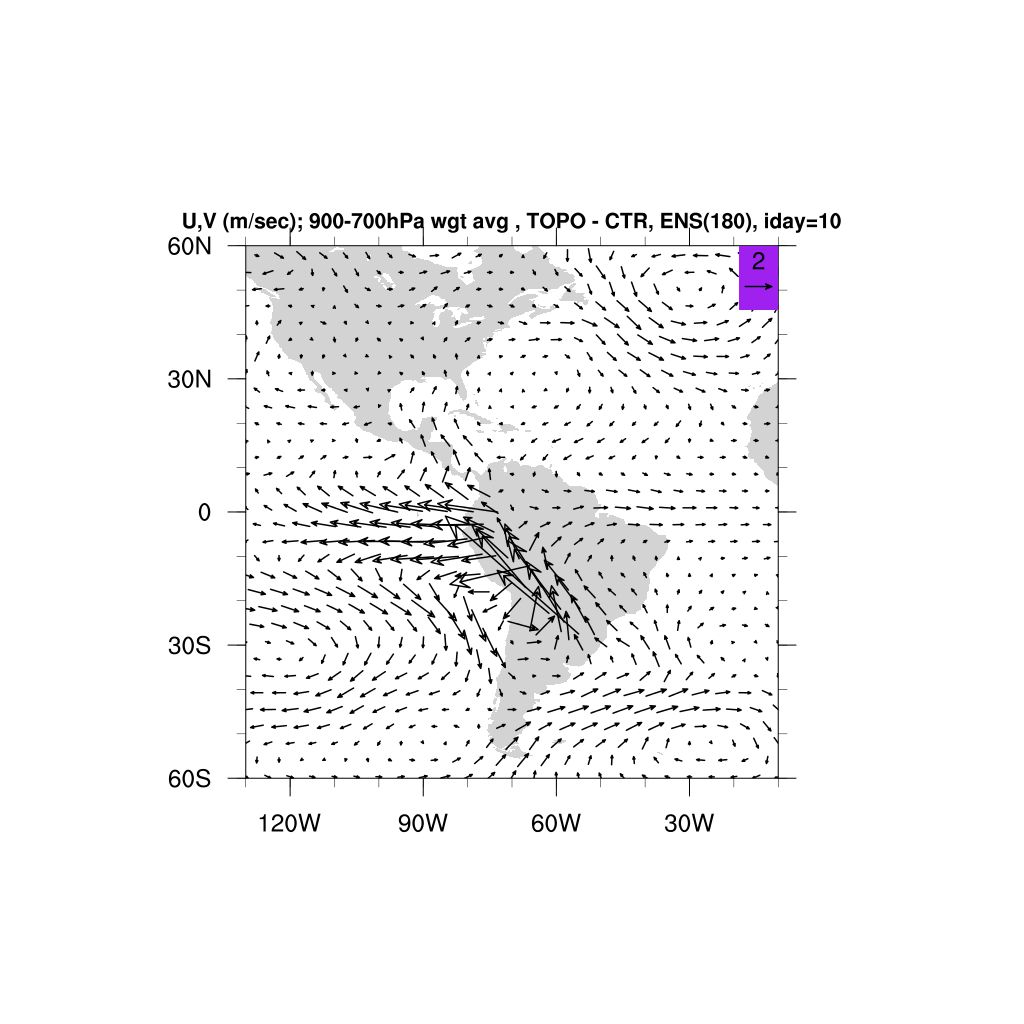 U,V (m/sec); 900-700hPa wgt avg , TOPO - CTR, ENS(180), iday=10
60N
2
30N
0
30S
60S
120W 90W 60W 30W